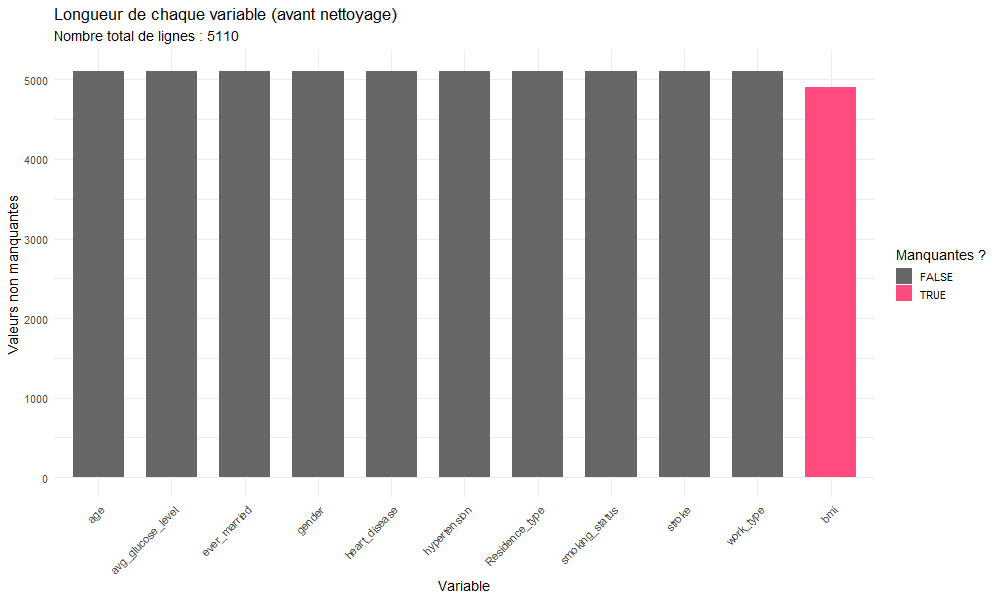 Longueur de chaque variable (avant nettoyage)
Nombre total de lignes : 5110
Valeurs non manquantes
5000
4000
3000
2000
1000
0
age
avg_glucose_level
ever_married
gender
heart_disease
hypertension
Residence_type
smoking_status
stroke
work_type
bmi
Variable
Manquantes ?
FALSE
TRUE